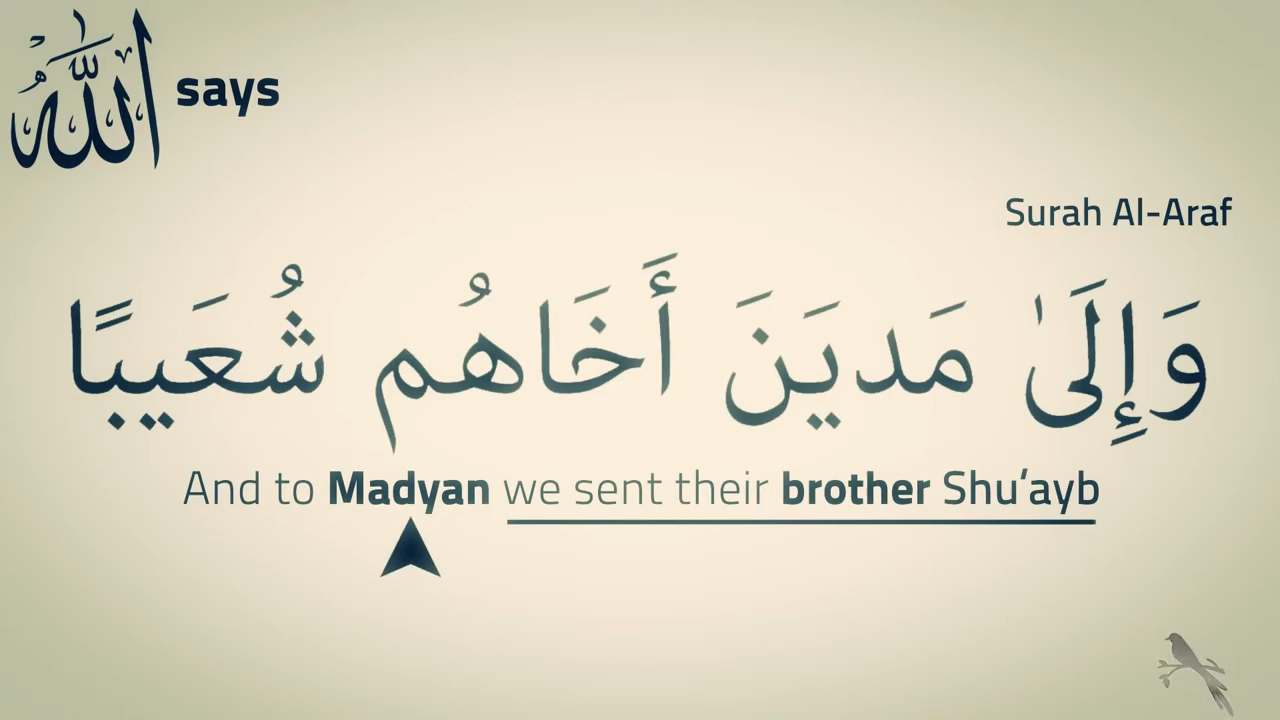 الله says
Surah Al-Araf
وَإِلَىٰ مَديَنَ أَخَاهُم شُعَيبًا
And to Madyan we sent their brother Shu’ayb